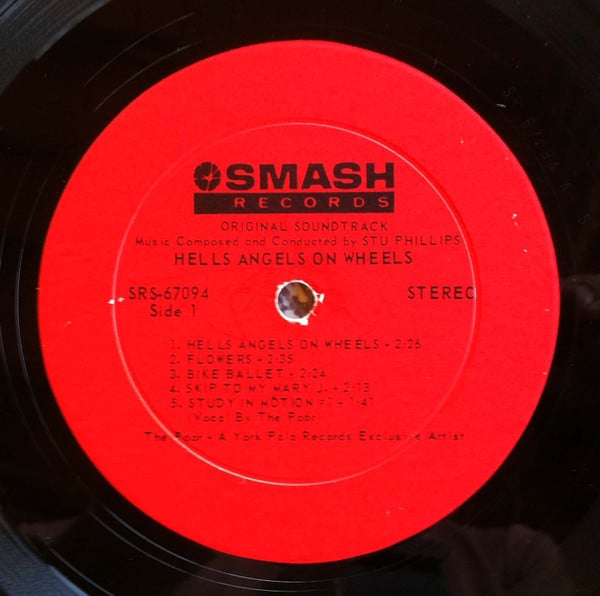 SMASH
RECORDS
ORIGINAL SOUNDTRACK
Music Composed and Conducted by STU PHILLIPS
HELLS ANGELS ON WHEELS
SRS-67094 STEREO
Side 1
1. HELLS ANGELS ON WHEELS - 2:26
2. FLOWERS - 2:35
3. BIKE BALLET - 2:24
4. SKIP TO MY MARY J. - 2:13
5. STUDY IN MOTION #1 - 1:41
(Vocal) By The Poor
The Poor - A York Pala Records Exclusive Artist